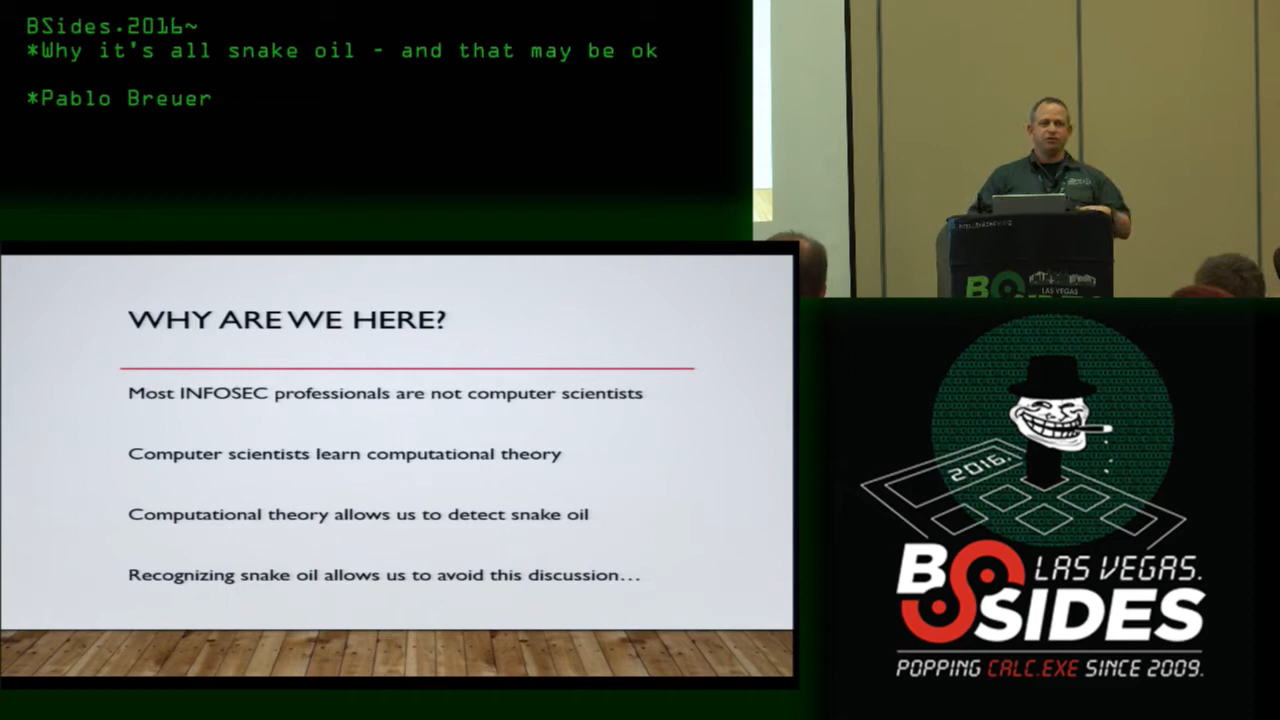 BSides.2016~
*Why it's all snake oil - and that may be ok
*Pablo Breuer
WHY ARE WE HERE?
Most INFOSEC professionals are not computer scientists
Computer scientists learn computational theory
Computational theory allows us to detect snake oil
Recognizing snake oil allows us to avoid this discussion...
LAS VEGAS
2016.
BSIDES LAS VEGAS.
POPPING CALC.EXE SINCE 2009.